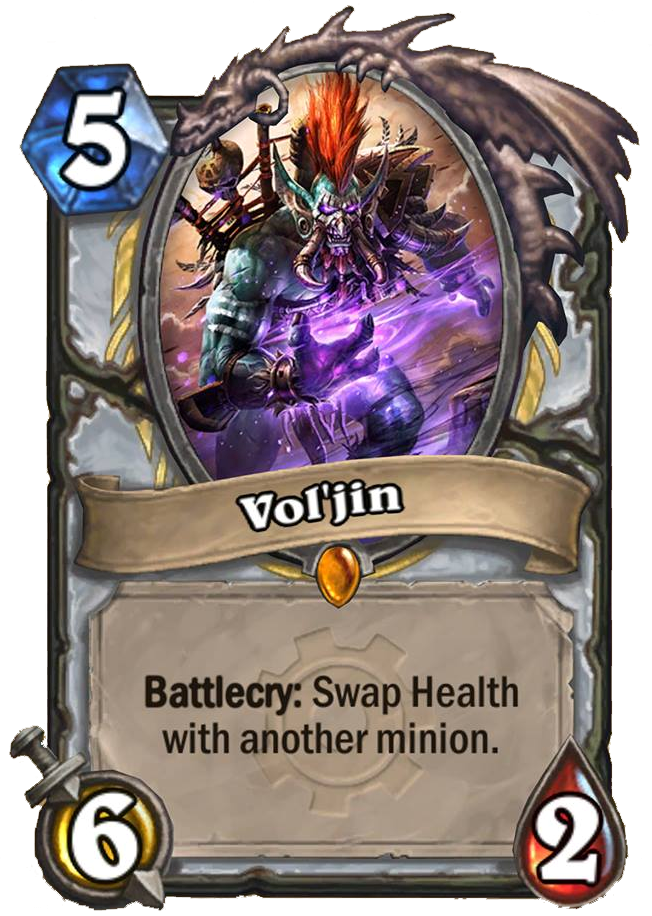 5
Vol'jin
Battlecry: Swap Health
with another minion.
6
2